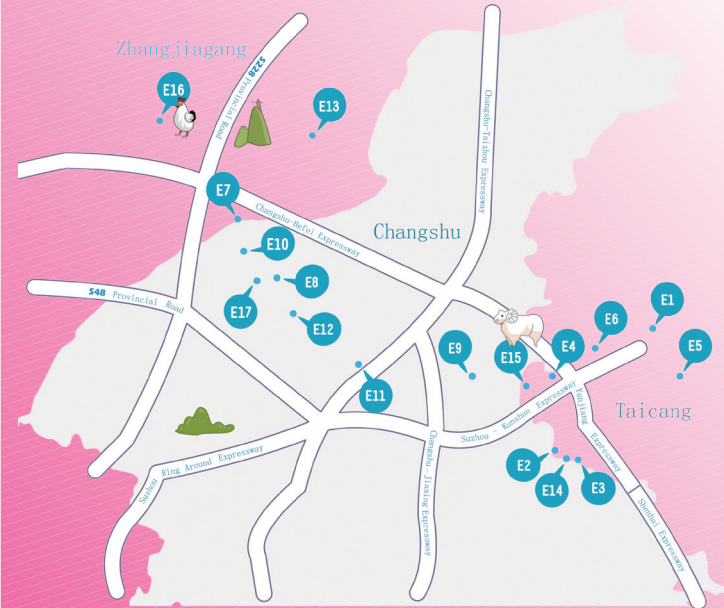 Zhangjiagang
S228 Provincial Road
Changshu-Taizhou Expressway
E16
E13
E7
Changshu-Hefei Expressway
Changshu
E10
E8
E17
S48 Provincial Road
E12
E1
E6
E9
E15
E4
E5
E11
Taicang
Suzhou - Kunshan Expressway
Yanjiang Expressway
Suzhou Ring Around Expressway
Changshu - Jiaxing Expressway
E2
E14
E3
Shenhai Expressway